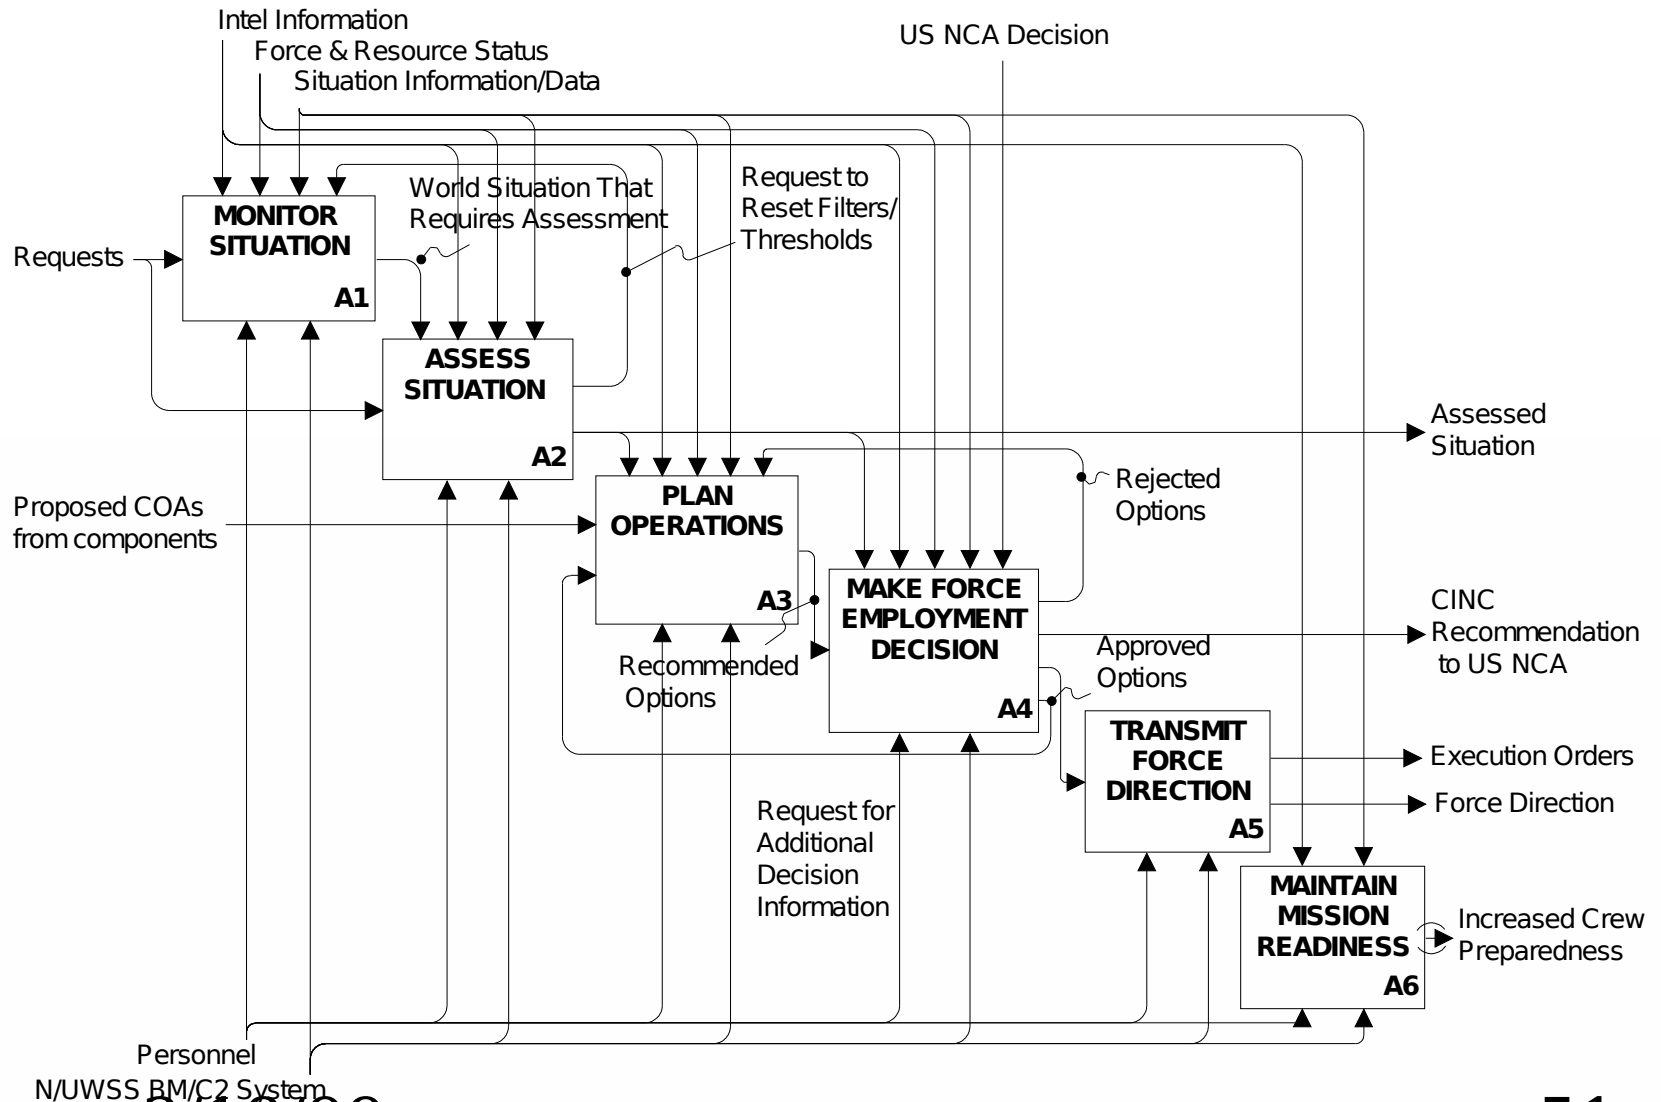 Intel Information
Force & Resource Status
Situation Information/Data
US NCA Decision
World Situation That
Requires Assessment
Request to
Reset Filters/
Thresholds
MONITOR
SITUATION
A1
Requests
ASSESS
SITUATION
A2
Assessed
Situation
Proposed COAs
from components
PLAN
OPERATIONS
A3
Rejected
Options
Recommended
Options
MAKE FORCE
EMPLOYMENT
DECISION
A4
CINC
Recommendation
to US NCA
Approved
Options
TRANSMIT
FORCE
DIRECTION
A5
Execution Orders
Force Direction
Request for
Additional
Decision
Information
MAINTAIN
MISSION
READINESS
A6
Increased Crew
Preparedness
Personnel
N/UWSS BM/C2 System